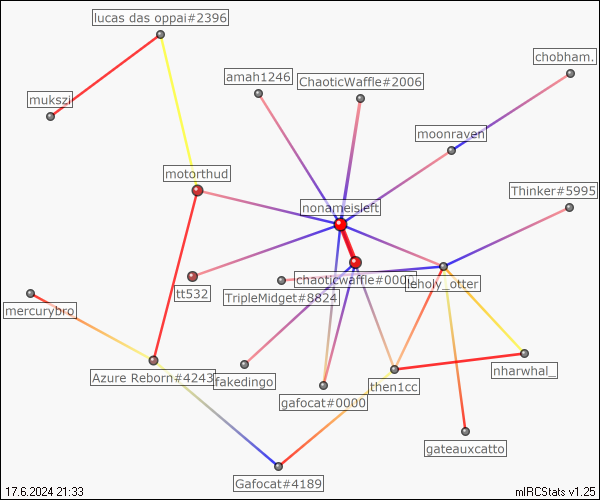 lucas das oppai#2396
chobham.
amah1246
ChaoticWaffle#2006
mukszi
moonraven
motorthud
Thinker#5995
nonameisleft
chaoticwaffle#0000
leholy_otter
tt532
TripleMidget#8824
mercurybro
Azure Reborn#4243
fakedingo
nharwhal_
then1cc
gafocat#0000
gateauxcatto
Gafocat#4189
17.6.2024 21:33
mIRCStats v1.25